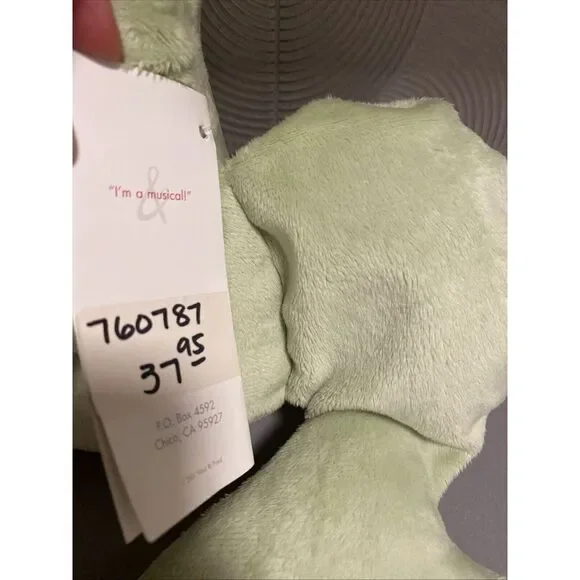 &
"I'm a musical!"
760787
37 95
P.O. Box 4592
Chico, CA 95927